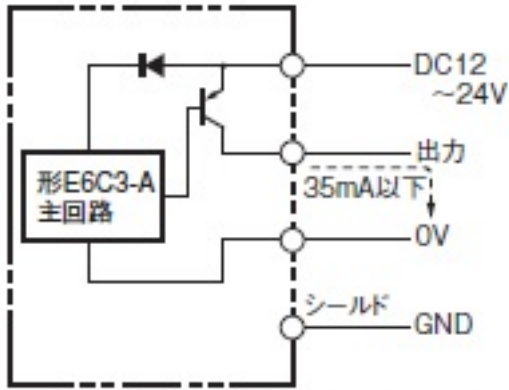 DC12
～24V
出力
35mA以下
形E6C3-A
主回路
0V
シールド
GND